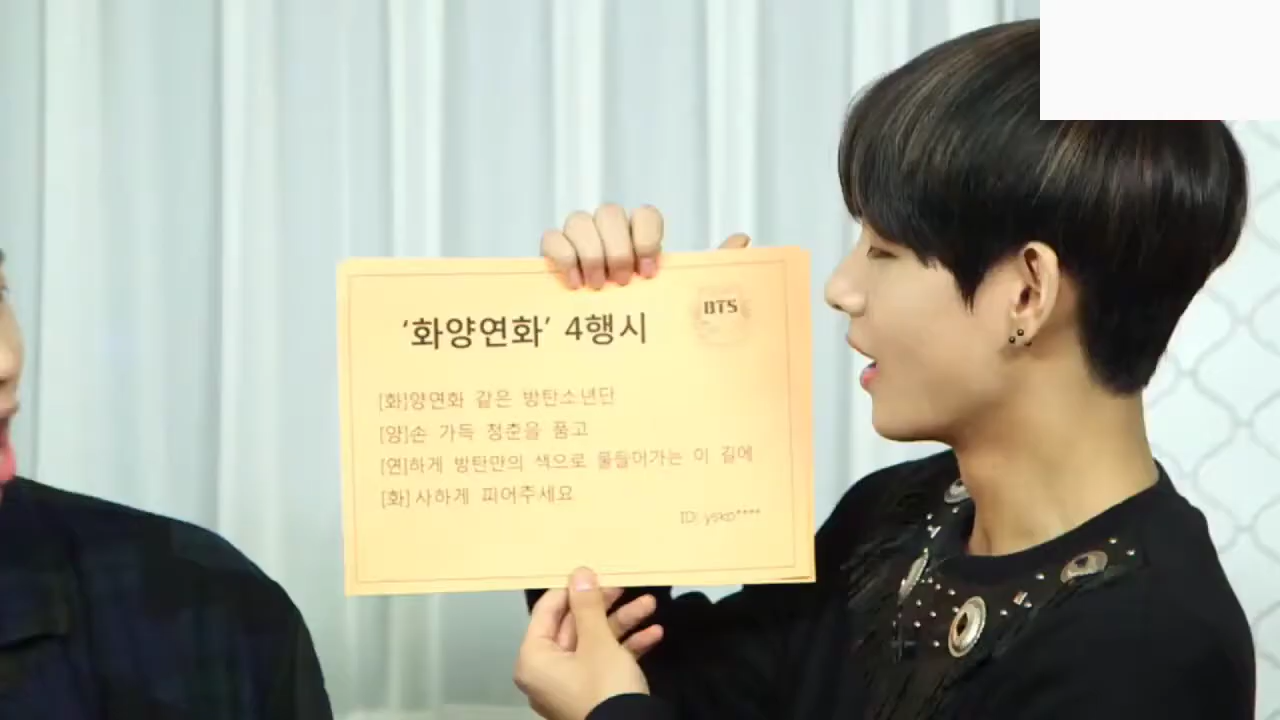 BTS
‘화양연화’ 4행시
[화]양연화 같은 방탄소년단
[양]손 가득 청춘을 품고
[연]하게 방탄만의 색으로 물들어가는 이 길에
[화]사하게 피어주세요
ID: ysko****